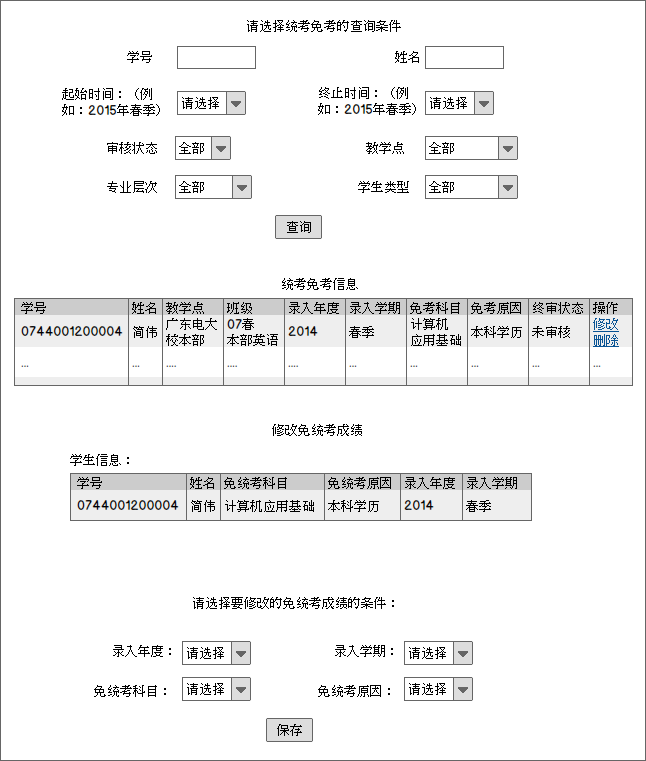 请选择统考免考的查询条件
学号 姓名
起始时间：（例如：2015年春季） 请选择 终止时间：（例如：2015年春季） 请选择
审核状态 全部 教学点 全部
专业层次 全部 学生类型 全部
查询
统考免考信息
学号 姓名 教学点 班级 录入年度 录入学期 免考科目 免考原因 终审状态 操作
0744001200004 简伟 广东电大校本部 07春本部英语 2014 春季 计算机应用基础 本科学历 未审核 修改 删除
... ... .... .... .... ... ... ... ... ...
修改免统考成绩
学生信息：
学号 姓名 免统考科目 免统考原因 录入年度 录入学期
0744001200004 简伟 计算机应用基础 本科学历 2014 春季
请选择要修改的免统考成绩的条件：
录入年度： 请选择 录入学期： 请选择
免统考科目： 请选择 免统考原因： 请选择
保存